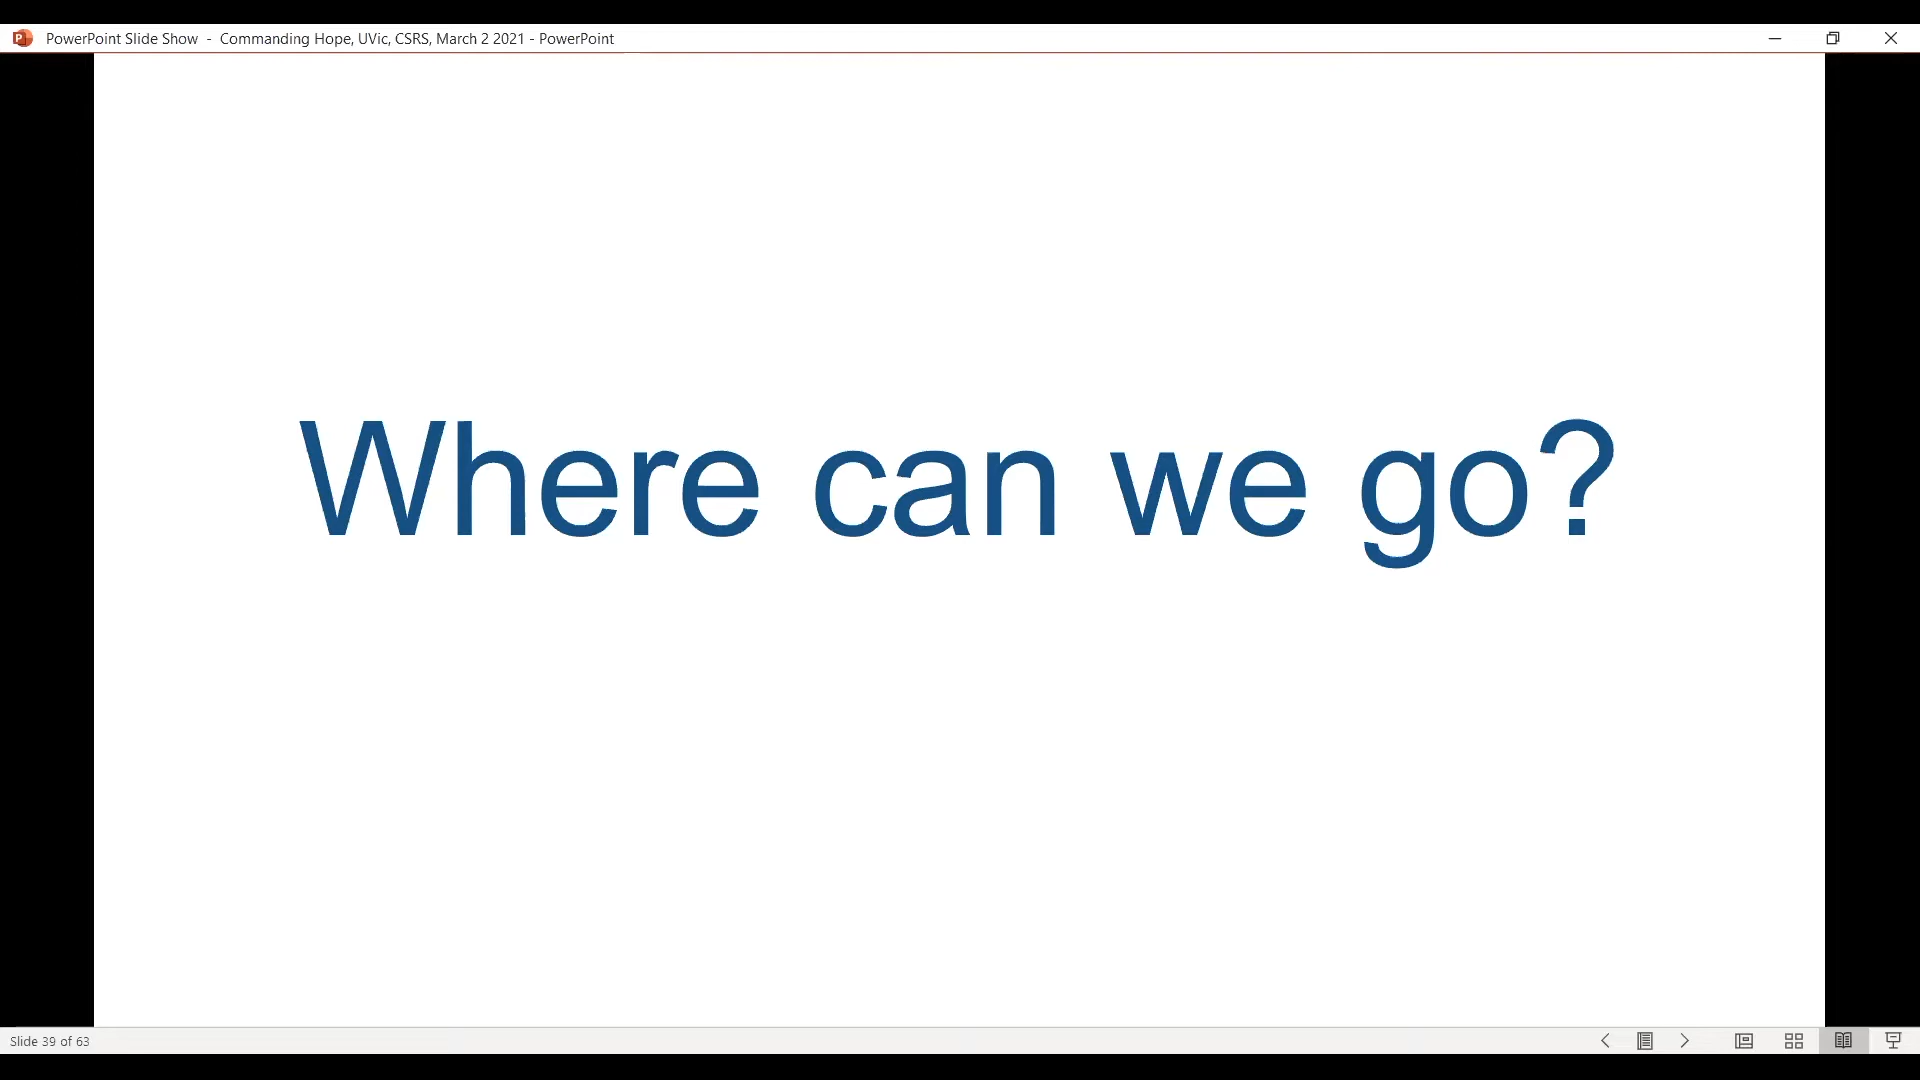 PowerPoint Slide Show - Commanding Hope, UVic, CSRS, March 2 2021 - PowerPoint
Where can we go?
Slide 39 of 63